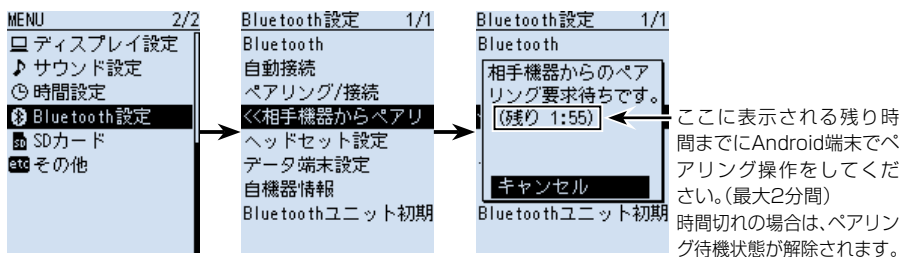 MENU 2/2
ディスプレイ設定
サウンド設定
時間設定
Bluetooth設定
SDカード
etc その他
Bluetooth設定 1/1
Bluetooth
自動接続
ペアリング/接続
<<相手機器からペアリ
ヘッドセット設定
データ端末設定
自機器情報
Bluetoothユニット初期
Bluetooth設定 1/1
Bluetooth
相手機器からのペア
リング要求待ちです。
(残り 1:55)
キャンセル
Bluetoothユニット初期
ここに表示される残り時
間までにAndroid端末でペ
アリング操作をしてくだ
さい。(最大2分間)
時間切れの場合は、ペアリン
グ待機状態が解除されます。